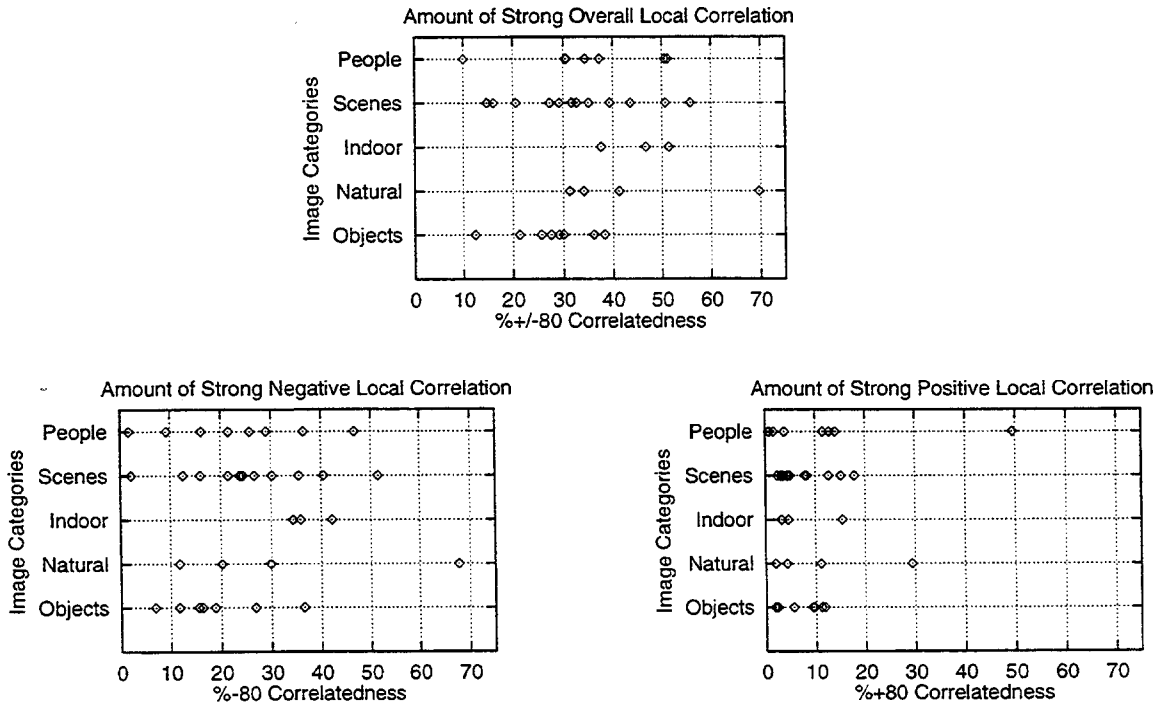 Amount of Strong Overall Local Correlation
Image Categories
People
Scenes
Indoor
Natural
Objects
0 10 20 30 40 50 60 70
%+/-80 Correlatedness
Amount of Strong Negative Local Correlation
Image Categories
People
Scenes
Indoor
Natural
Objects
0 10 20 30 40 50 60 70
%-80 Correlatedness
Amount of Strong Positive Local Correlation
Image Categories
People
Scenes
Indoor
Natural
Objects
0 10 20 30 40 50 60 70
%+80 Correlatedness